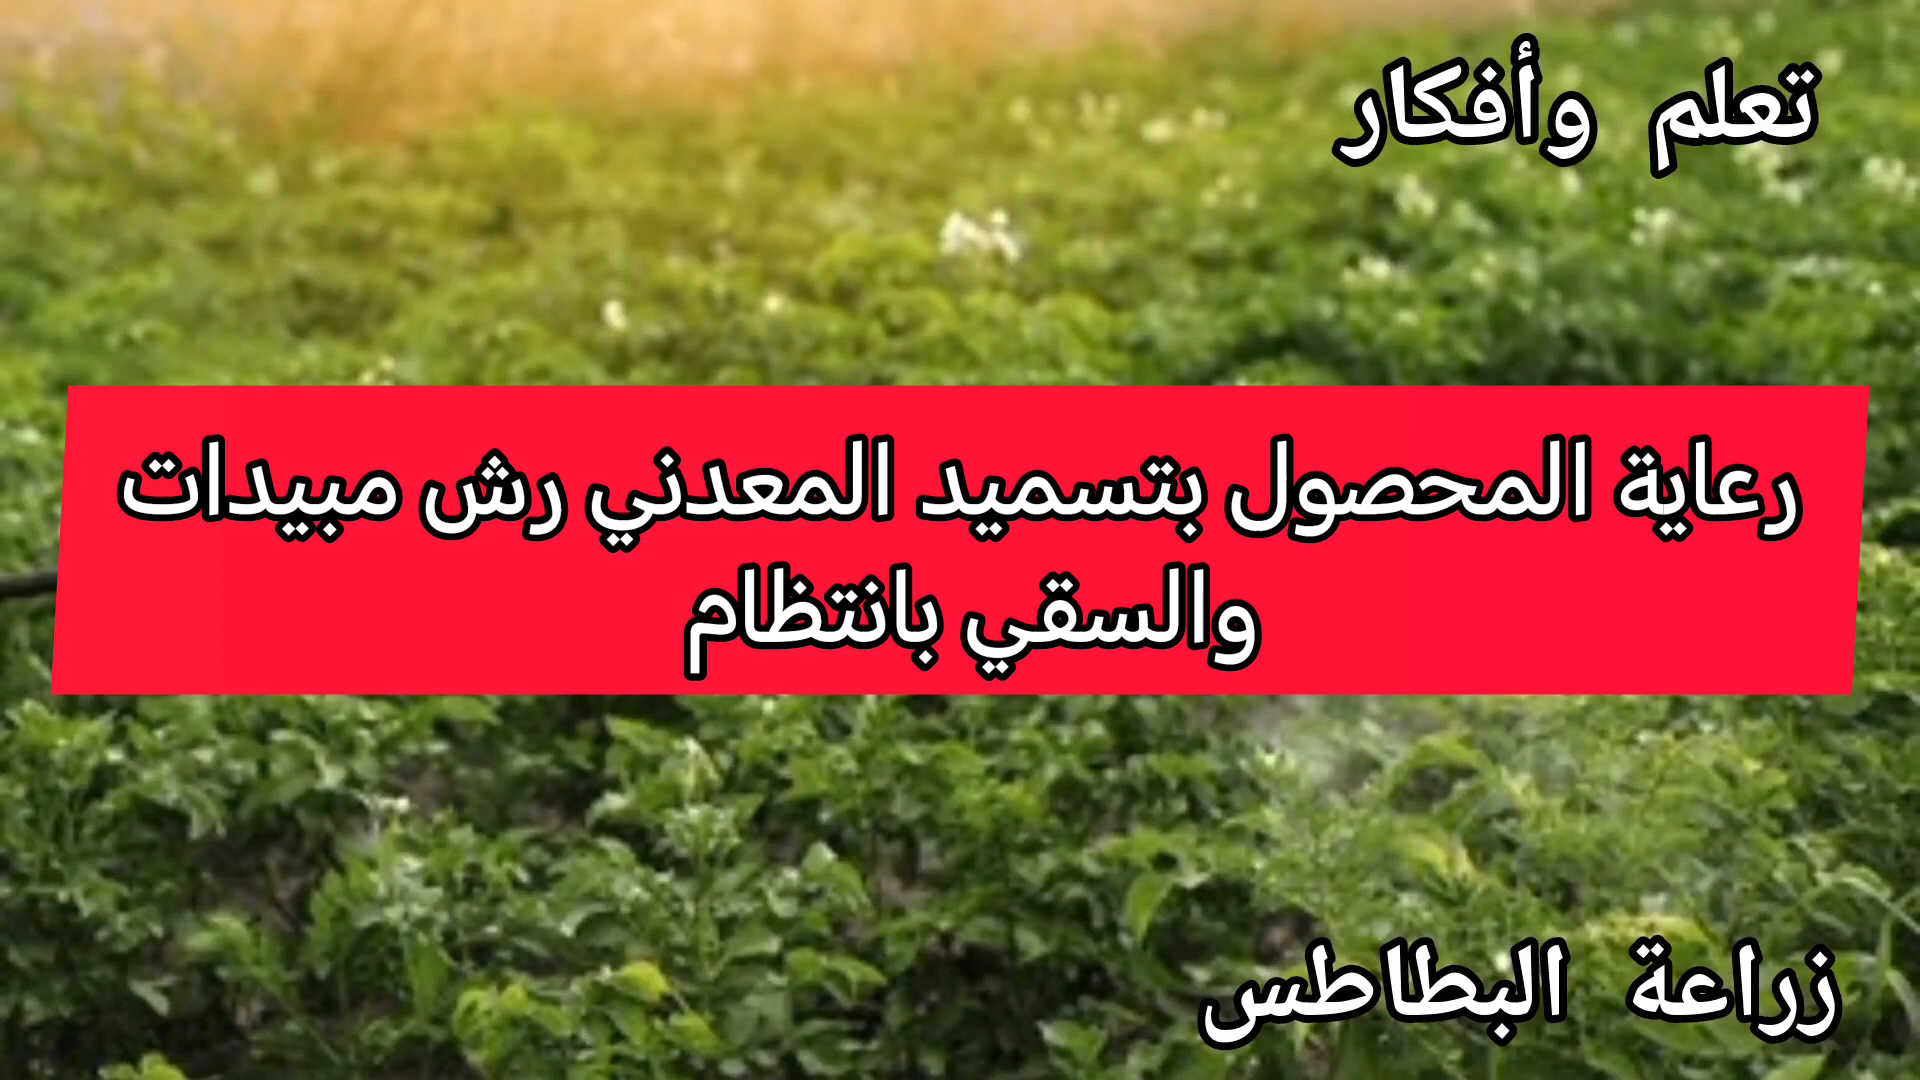 تعلم وأفكار
رعاية المحصول بتسميد المعدني رش مبيدات
والسقي بانتظام
زراعة البطاطس